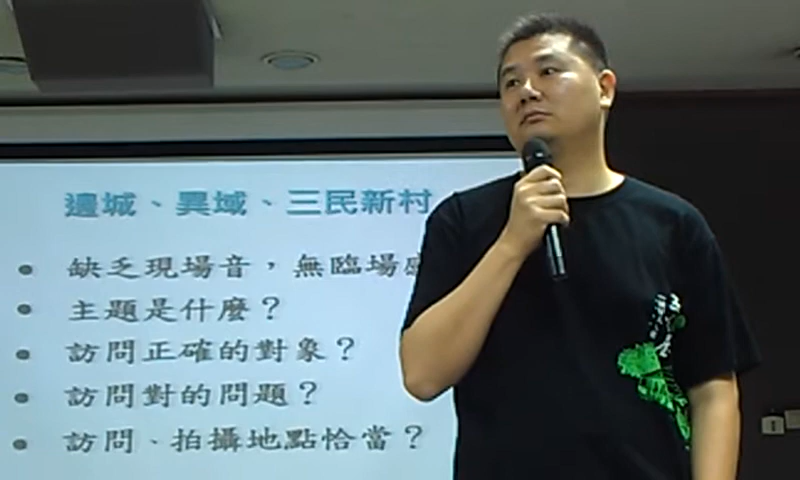 邊城、異域、三民新村
• 缺乏現場音，無臨場感
• 主題是什麼？
• 訪問正確的對象？
• 訪問對的問題？
• 訪問、拍攝地點恰當？